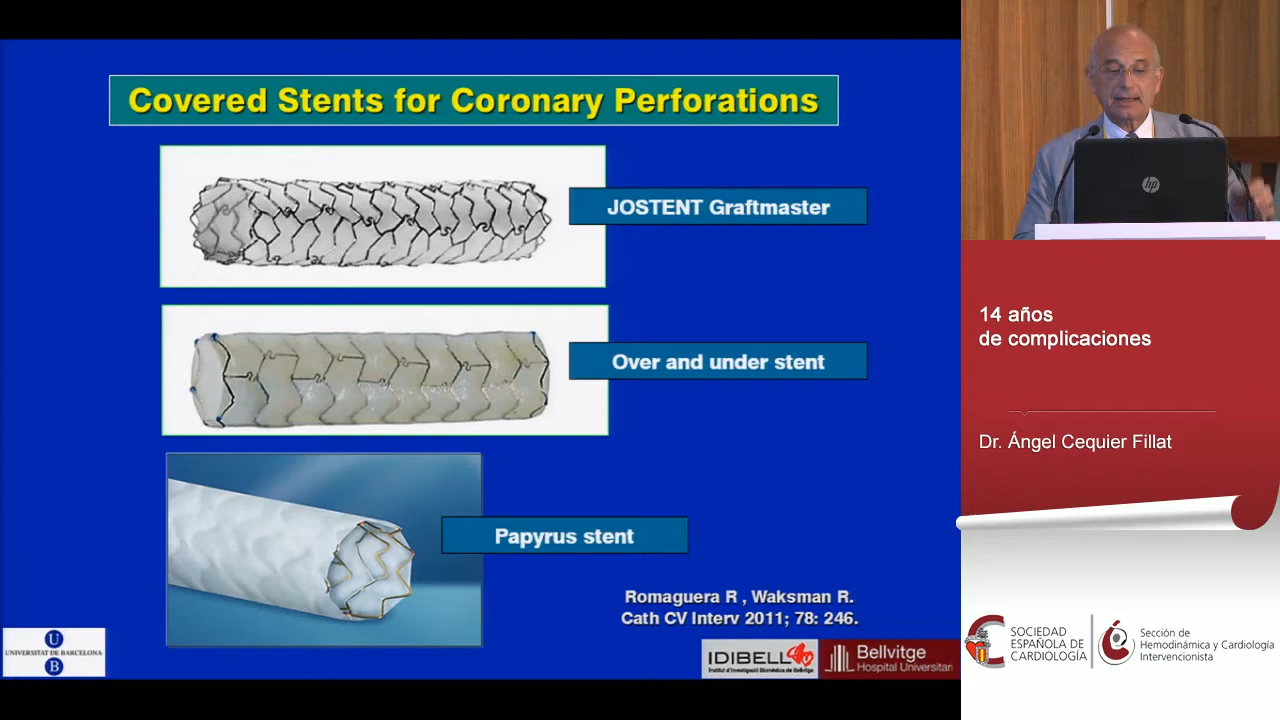 Covered Stents for Coronary Perforations
JOSTENT Graftmaster
Over and under stent
Papyrus stent
Romaguera R , Waksman R.
Cath CV Interv 2011; 78: 246.
U
UNIVERSITAT DE BARCELONA
B
IDIBELL
Institut d'Investigació Biomèdica de Bellvitge
Bellvitge
Hospital Universitari
hp
14 años
de complicaciones
Dr. Ángel Cequier Fillat
SOCIEDAD
ESPAÑOLA DE
CARDIOLOGÍA
Sección de
Hemodinámica y Cardiología
Intervencionista